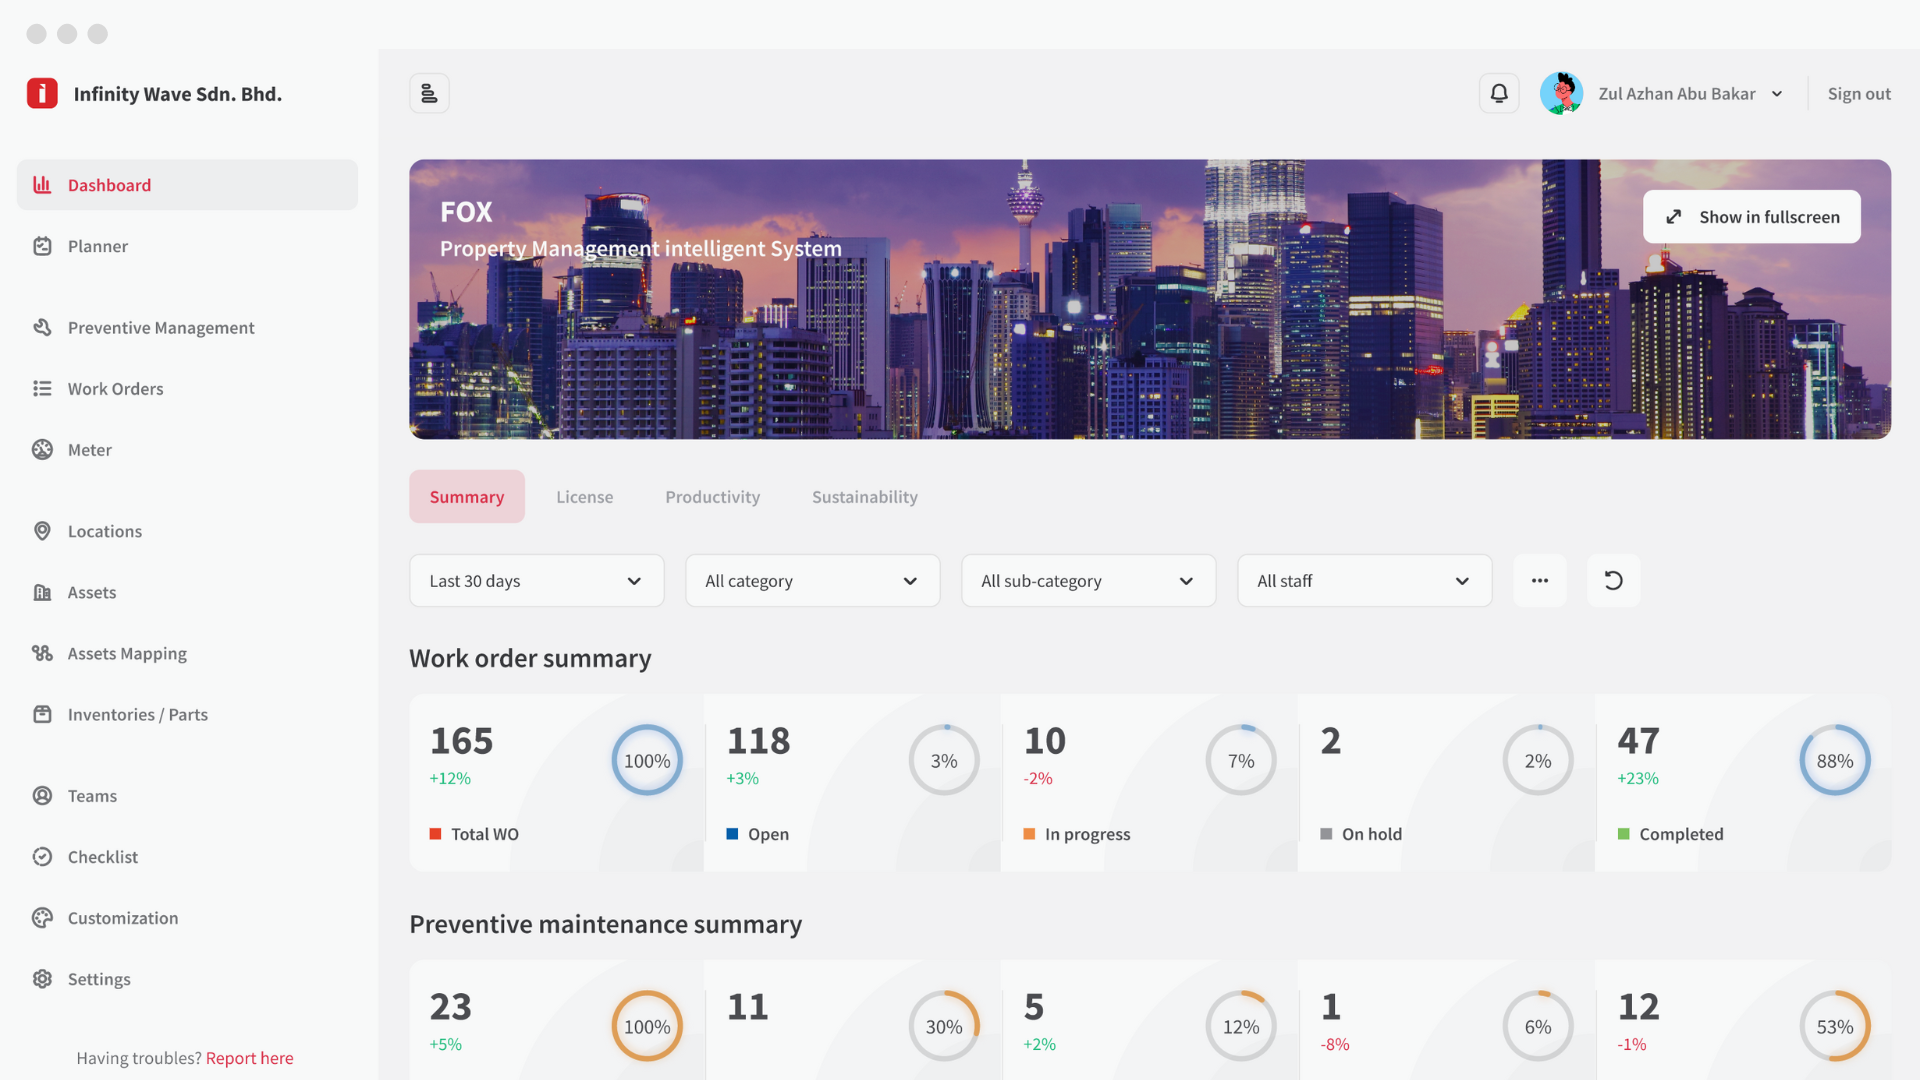 Infinity Wave Sdn. Bhd.
Zul Azhan Abu Bakar
Sign out
Dashboard
Planner
Preventive Management
Work Orders
Meter
Locations
Assets
Assets Mapping
Inventories / Parts
Teams
Checklist
Customization
Settings
Having troubles? Report here
FOX
Property Management intelligent System
Show in fullscreen
Summary License Productivity Sustainability
Last 30 days All category All sub-category All staff
Work order summary
165 100% 118 3% 10 7% 2 2% 47 88%
+12% +3% -2% +23%
Total WO Open In progress On hold Completed
Preventive maintenance summary
23 100% 11 30% 5 12% 1 6% 12 53%
+5% +2% -8% -1%